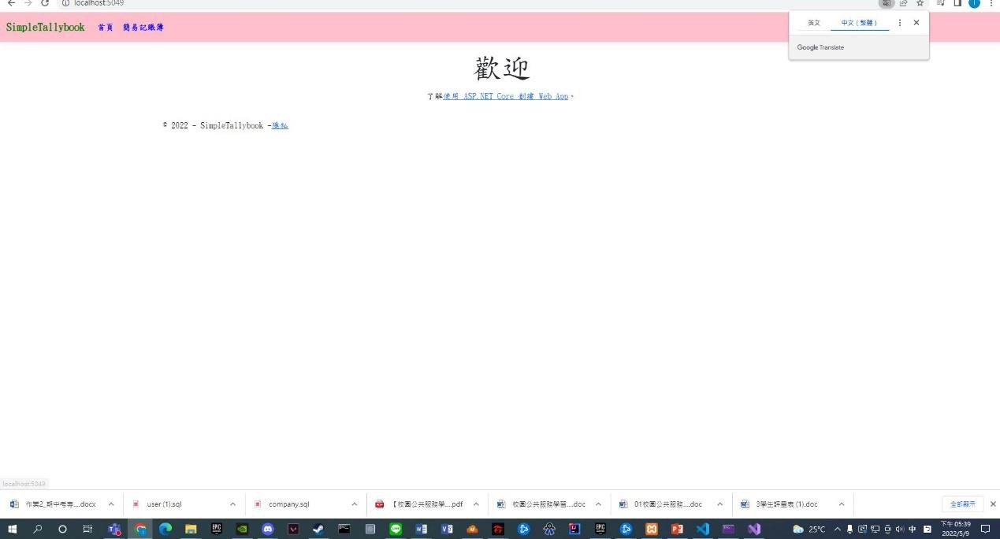 localhost:5049
SimpleTallybook 首頁 簡易記賬簿
英文 中文 (繁體)
Google Translate
歡迎
了解使用 ASP.NET Core 創建 Web App。
© 2022 - SimpleTallybook -隱私
localhost:5049
作業2_期中考專....docx user (1).sql company.sql 【校園公共服務學....pdf 校園公共服務學習....doc 01校園公共服務....doc 3學生評量表 (1).doc 全部顯示
25°C 中 下午 05:39
2022/5/9